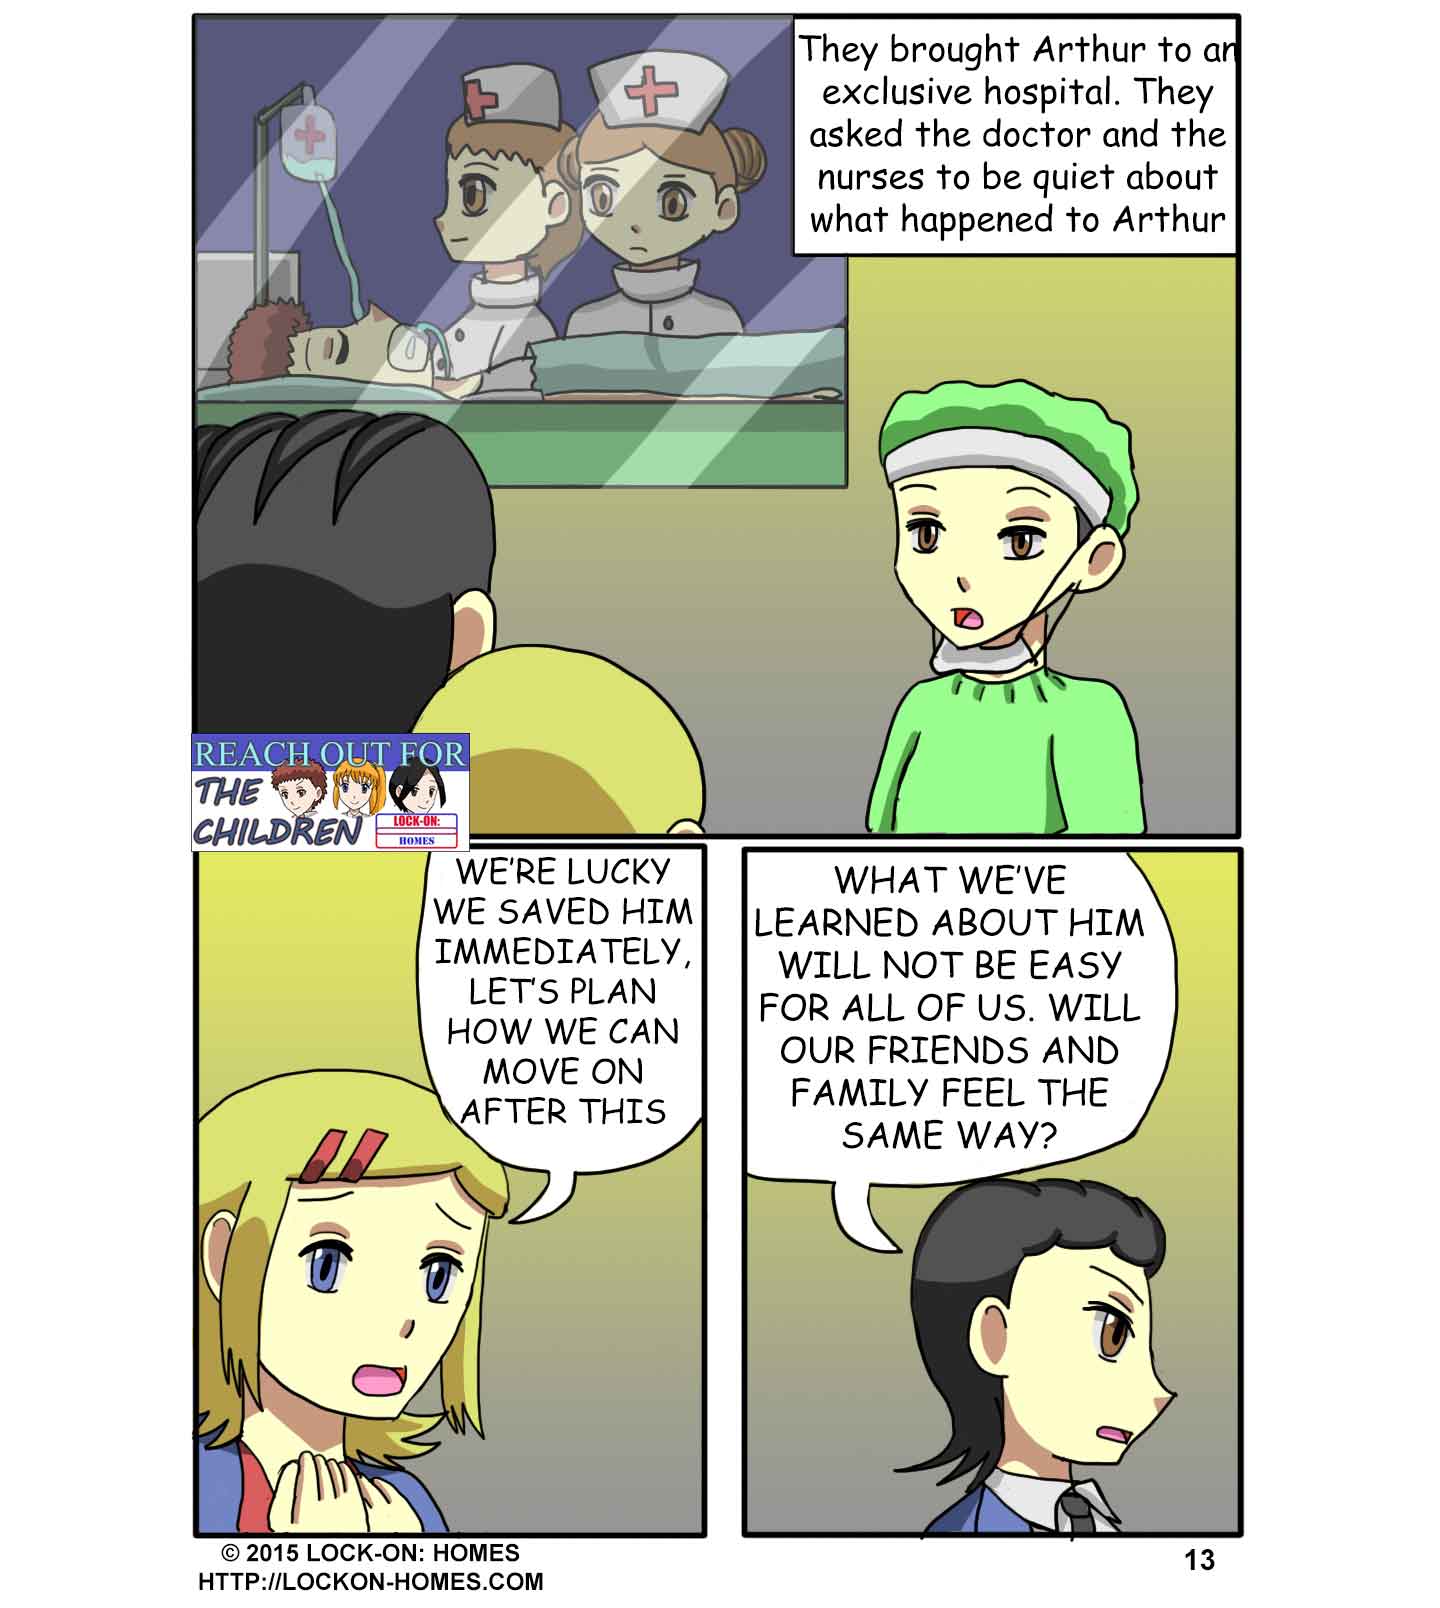 They brought Arthur to an
exclusive hospital. They
asked the doctor and the
nurses to be quiet about
what happened to Arthur
REACH OUT FOR
THE
CHILDREN
LOCK-ON:
HOMES
WE'RE LUCKY
WE SAVED HIM
IMMEDIATELY,
LET'S PLAN
HOW WE CAN
MOVE ON
AFTER THIS
WHAT WE'VE
LEARNED ABOUT HIM
WILL NOT BE EASY
FOR ALL OF US. WILL
OUR FRIENDS AND
FAMILY FEEL THE
SAME WAY?
© 2015 LOCK-ON: HOMES
HTTP://LOCKON-HOMES.COM
13